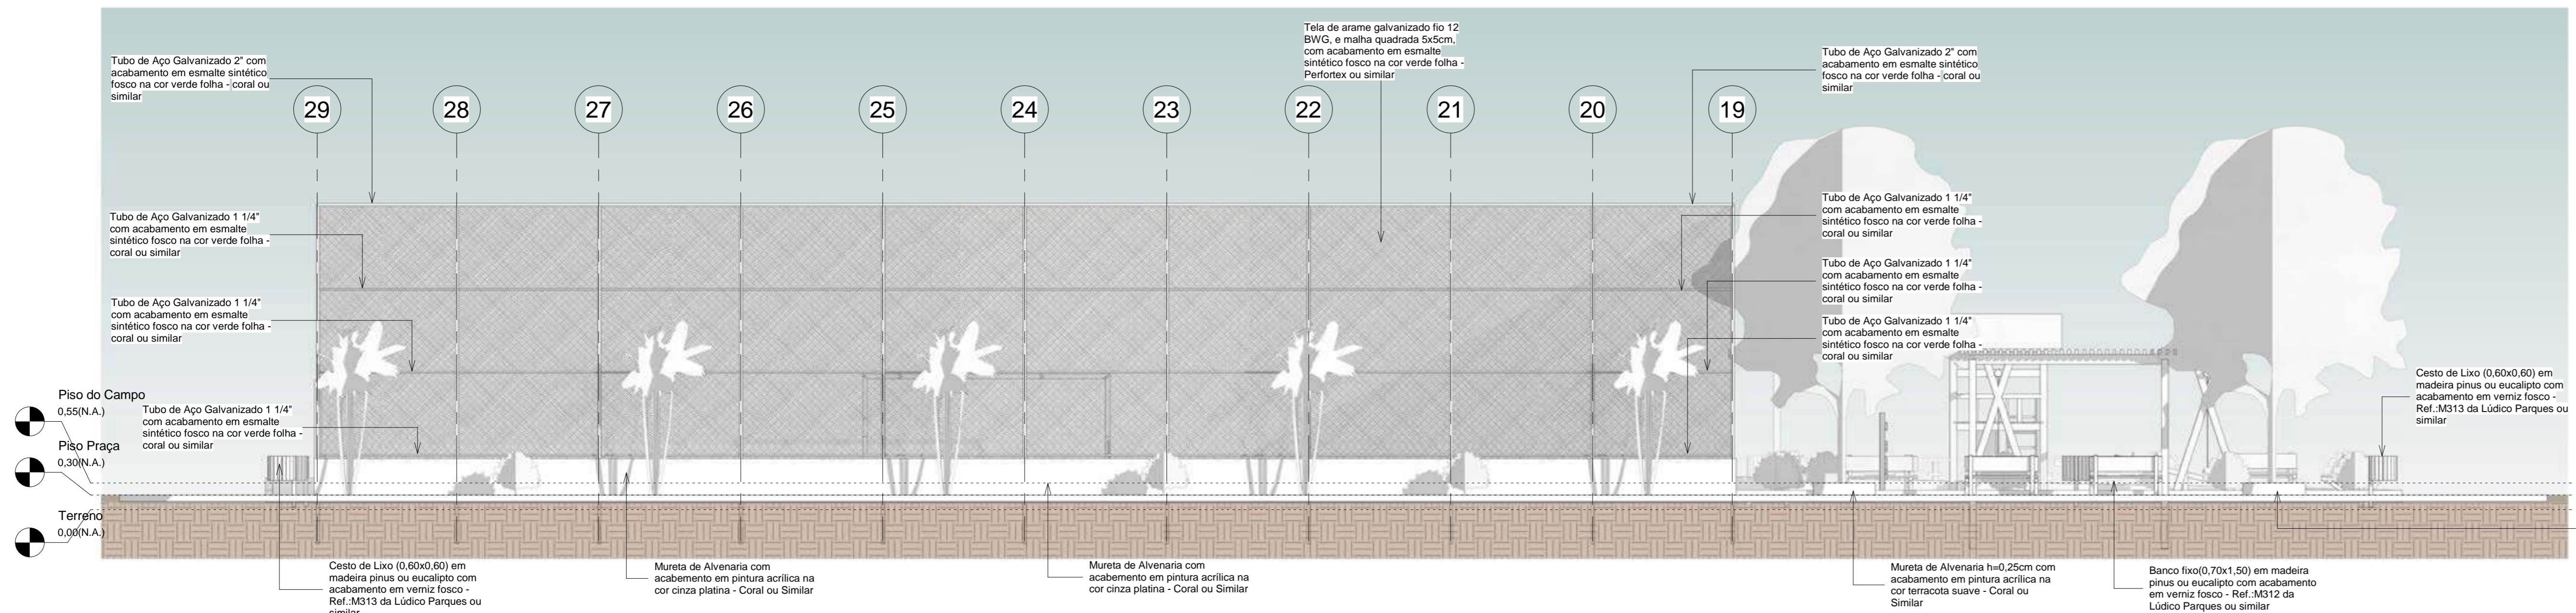 Tubo de Aço Galvanizado 2" com
acabamento em esmalte sintético
fosco na cor verde folha - coral ou
similar
Tela de arame galvanizado fio 12
BWG, e malha quadrada 5x5cm,
com acabamento em esmalte
sintético fosco na cor verde folha -
Perfortex ou similar
Tubo de Aço Galvanizado 2" com
acabamento em esmalte sintético
fosco na cor verde folha - coral ou
similar
29
28
27
26
25
24
23
22
21
20
19
Tubo de Aço Galvanizado 1 1/4"
com acabamento em esmalte
sintético fosco na cor verde folha -
coral ou similar
Tubo de Aço Galvanizado 1 1/4"
com acabamento em esmalte
sintético fosco na cor verde folha -
coral ou similar
Tubo de Aço Galvanizado 1 1/4"
com acabamento em esmalte
sintético fosco na cor verde folha -
coral ou similar
Tubo de Aço Galvanizado 1 1/4"
com acabamento em esmalte
sintético fosco na cor verde folha -
coral ou similar
Tubo de Aço Galvanizado 1 1/4"
com acabamento em esmalte
sintético fosco na cor verde folha -
coral ou similar
Tubo de Aço Galvanizado 1 1/4"
com acabamento em esmalte
sintético fosco na cor verde folha -
coral ou similar
Piso do Campo
0,55(N.A.)
Piso Praça
0,30(N.A.)
Terreno
0,00(N.A.)
Cesto de Lixo (0,60x0,60) em
madeira pinus ou eucalipto com
acabamento em verniz fosco -
Ref.:M313 da Lúdico Parques ou
similar
Cesto de Lixo (0,60x0,60) em
madeira pinus ou eucalipto com
acabamento em verniz fosco -
Ref.:M313 da Lúdico Parques ou
similar
Mureta de Alvenaria com
acabemento em pintura acrílica na
cor cinza platina - Coral ou Similar
Mureta de Alvenaria com
acabemento em pintura acrílica na
cor cinza platina - Coral ou Similar
Mureta de Alvenaria h=0,25cm com
acabamento em pintura acrílica na
cor terracota suave - Coral ou
Similar
Banco fixo(0,70x1,50) em madeira
pinus ou eucalipto com acabamento
em verniz fosco - Ref.:M312 da
Lúdico Parques ou similar